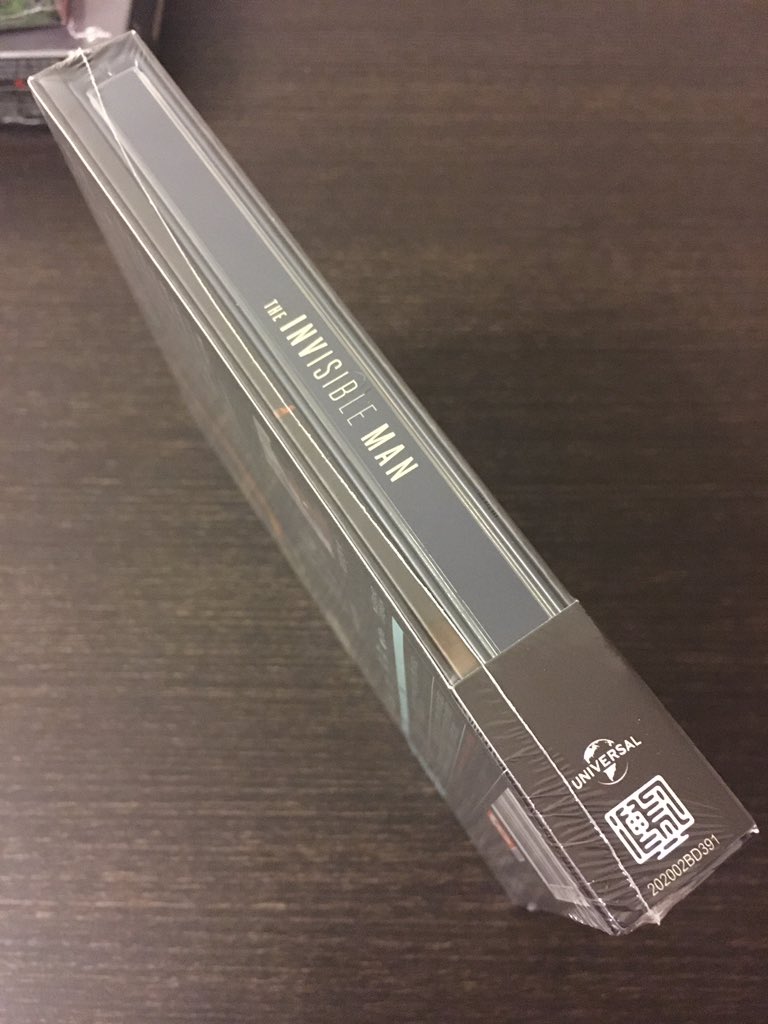 THE INVISIBLE MAN
UNIVERSAL
202002BD391